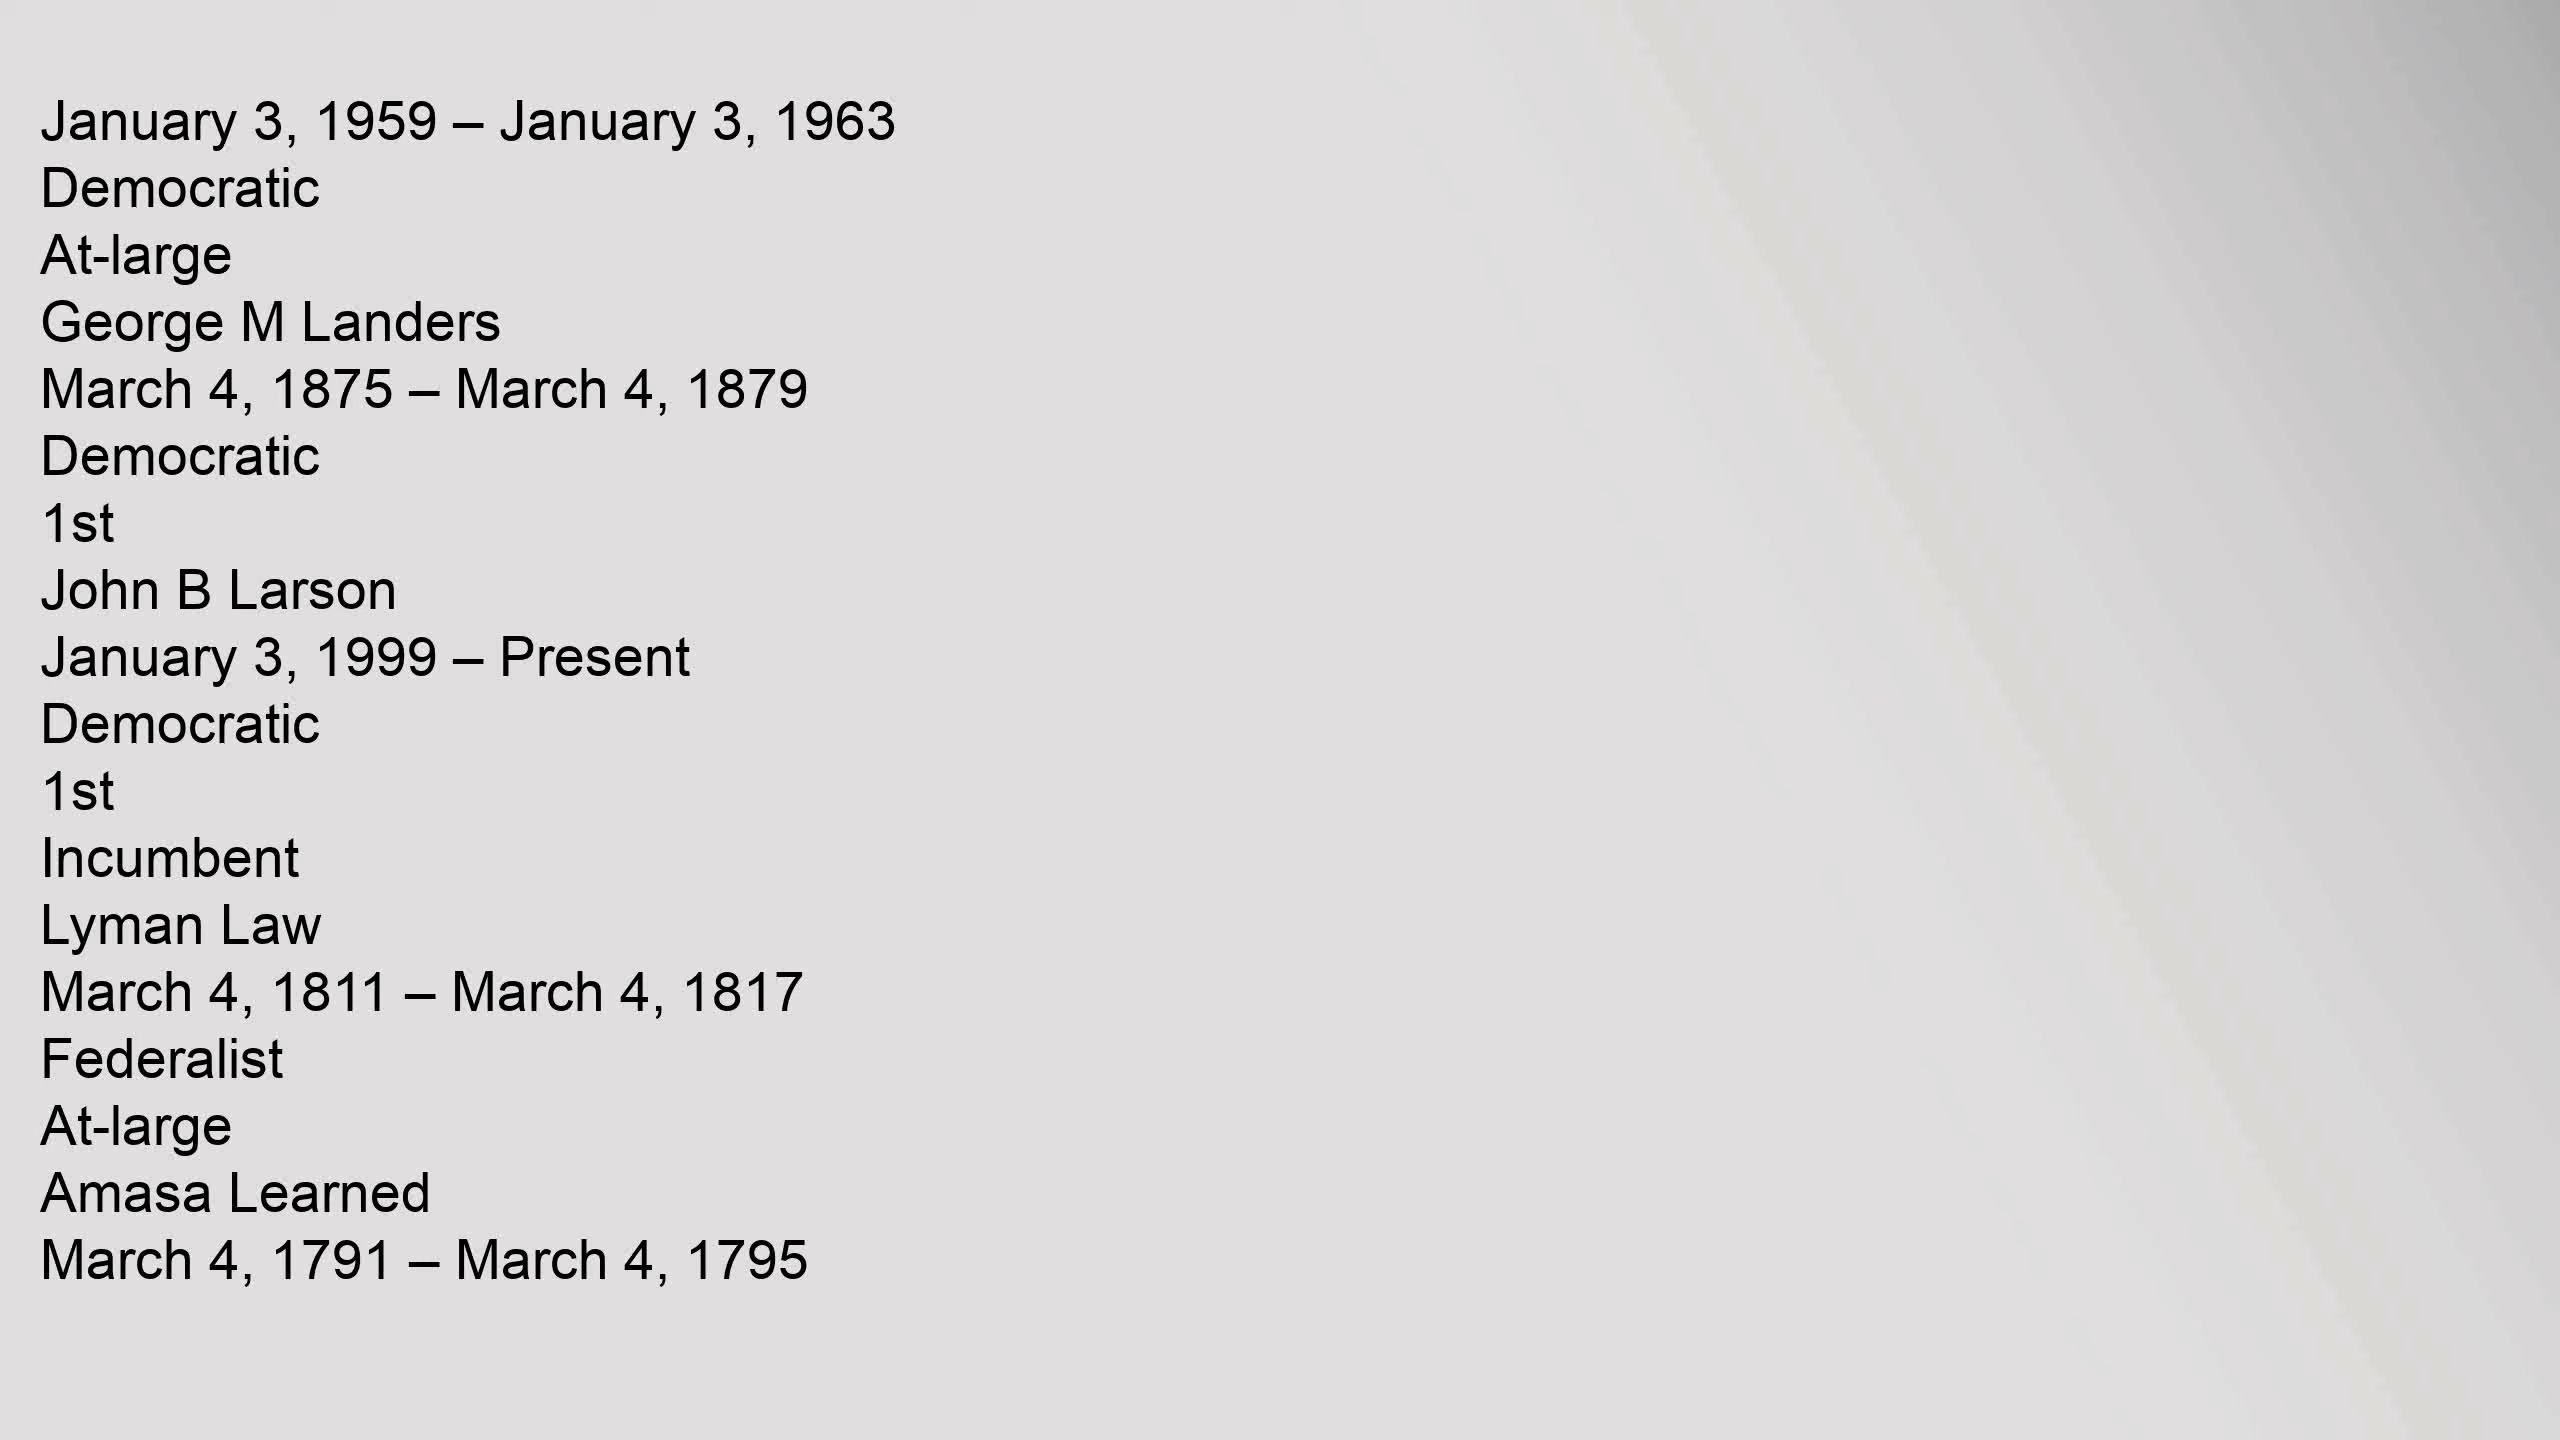 January 3, 1959 – January 3, 1963
Democratic
At-large
George M Landers
March 4, 1875 – March 4, 1879
Democratic
1st
John B Larson
January 3, 1999 – Present
Democratic
1st
Incumbent
Lyman Law
March 4, 1811 – March 4, 1817
Federalist
At-large
Amasa Learned
March 4, 1791 – March 4, 1795